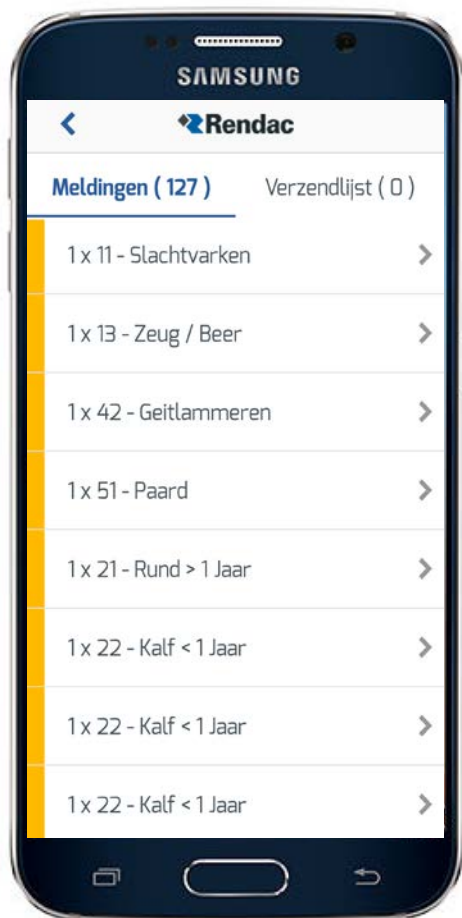 SAMSUNG
Rendac
Meldingen ( 127 ) Verzendlijst ( 0 )
1 x 11 - Slachtvarken
1 x 13 - Zeug / Beer
1 x 42 - Geitlammeren
1 x 51 - Paard
1 x 21 - Rund > 1 Jaar
1 x 22 - Kalf < 1 Jaar
1 x 22 - Kalf < 1 Jaar
1 x 22 - Kalf < 1 Jaar